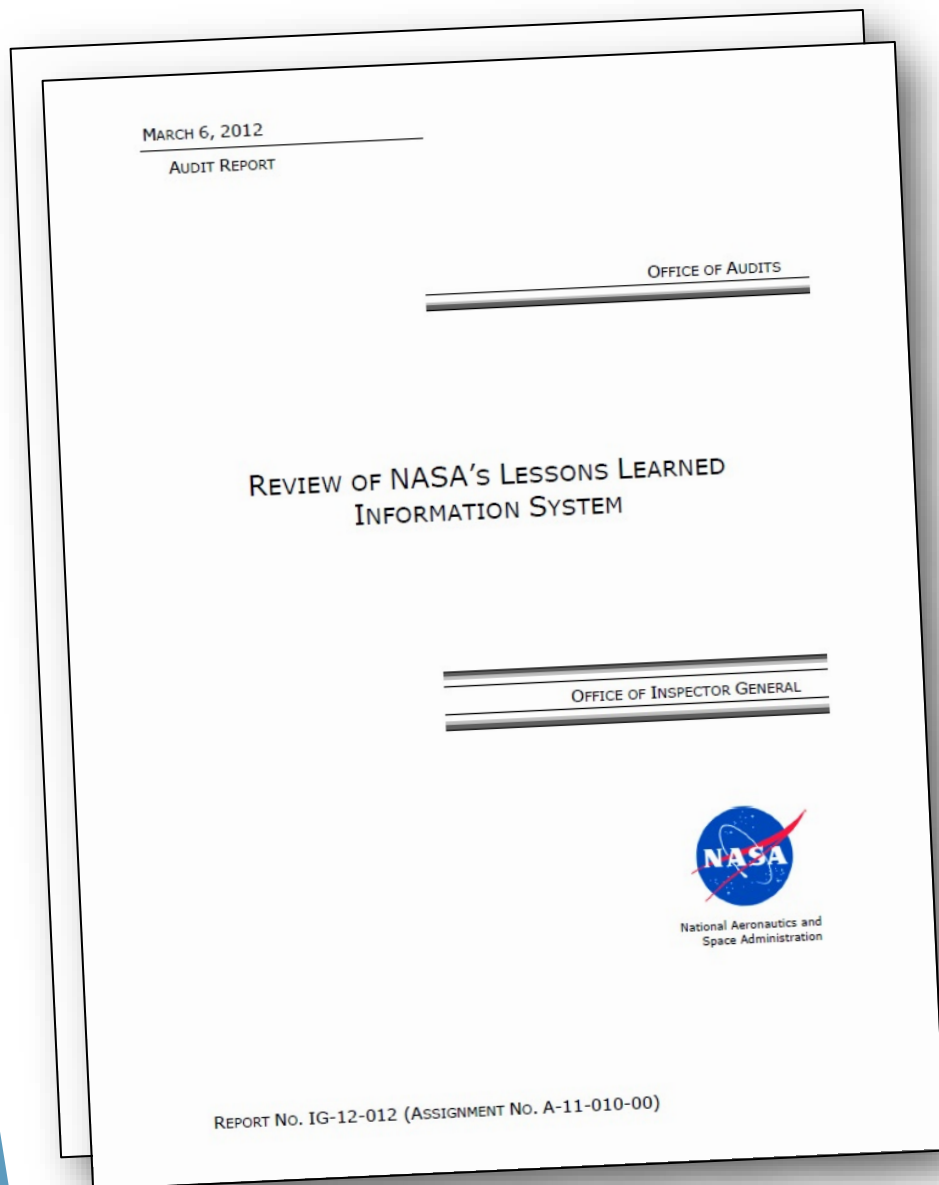 MARCH 6, 2012
AUDIT REPORT
OFFICE OF AUDITS
REVIEW OF NASA'S LESSONS LEARNED
INFORMATION SYSTEM
OFFICE OF INSPECTOR GENERAL
NASA
National Aeronautics and
Space Administration
REPORT NO. IG-12-012 (ASSIGNMENT NO. A-11-010-00)